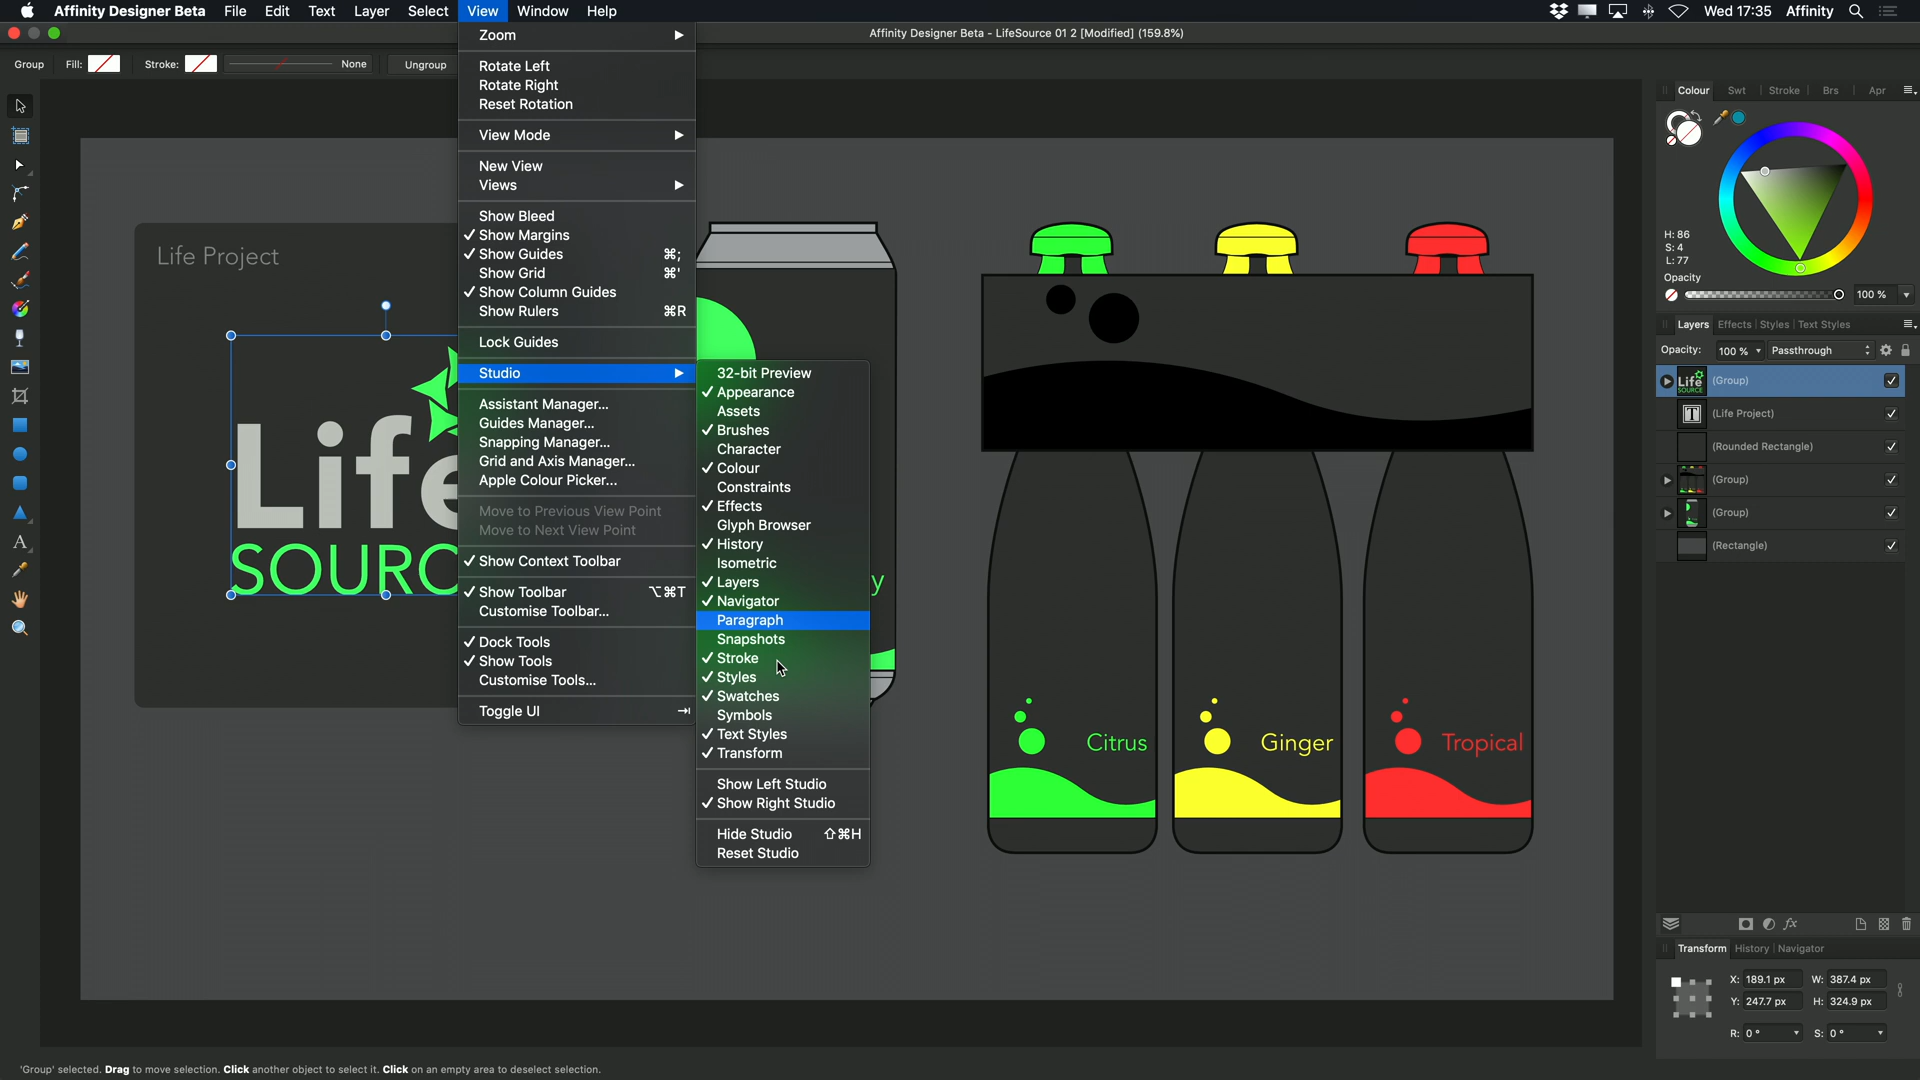 Affinity Designer Beta File Edit Text Layer Select View Window Help Wed 17:35 Affinity
Affinity Designer Beta - LifeSource 01 2 [Modified] (159.8%)
Group Fill: Stroke: None Ungroup
Zoom
Rotate Left
Rotate Right
Reset Rotation
View Mode
New View
Views
Show Bleed
Show Margins
Show Guides ⌘;
Show Grid ⌘'
Show Column Guides
Show Rulers ⌘R
Lock Guides
Studio
Assistant Manager...
Guides Manager...
Snapping Manager...
Grid and Axis Manager...
Apple Colour Picker...
Move to Previous View Point
Move to Next View Point
Show Context Toolbar
Show Toolbar ⌥⌘T
Customise Toolbar...
Dock Tools
Show Tools
Customise Tools...
Toggle UI ⇥
32-bit Preview
Appearance
Assets
Brushes
Character
Colour
Constraints
Effects
Glyph Browser
History
Isometric
Layers
Navigator
Paragraph
Snapshots
Stroke
Styles
Swatches
Symbols
Text Styles
Transform
Show Left Studio
Show Right Studio
Hide Studio ⇧⌘H
Reset Studio
Life Project
Life
SOURC
y
Citrus
Ginger
Tropical
Colour Swt Stroke Brs Apr
H: 86
S: 4
L: 77
Opacity
100 %
Layers Effects Styles Text Styles
Opacity: 100 % Passthrough
Life
SOURCE
(Group)
T
(Life Project)
(Rounded Rectangle)
(Group)
(Group)
(Rectangle)
fx
Transform History Navigator
X: 189.1 px W: 387.4 px
Y: 247.7 px H: 324.9 px
R: 0 ° S: 0 °
A
'Group' selected. Drag to move selection. Click another object to select it. Click on an empty area to deselect selection.